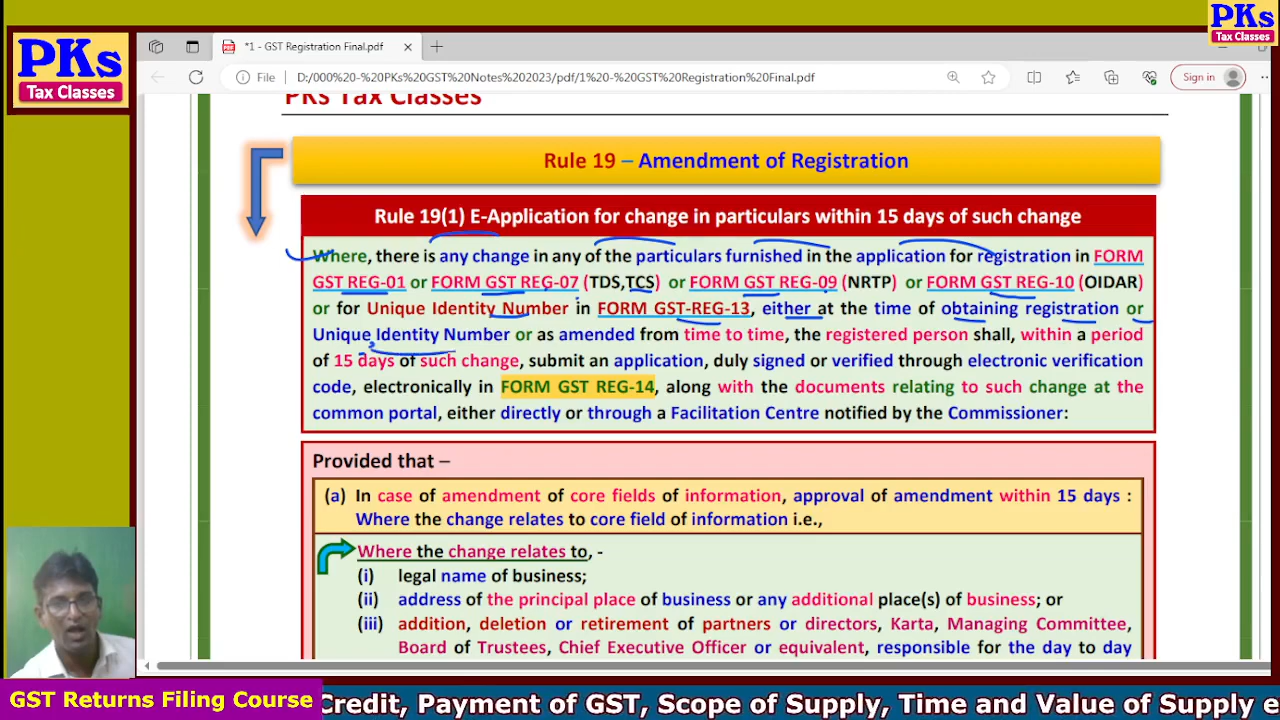 PKs
Tax Classes
PKs
Tax Classes
*1 - GST Registration Final.pdf
File
D:/000%20-%20PKs%20GST%20Notes%202023/pdf/1%20-%20GST%20Registration%20Final.pdf
Sign in
PKs Tax Classes
Rule 19 – Amendment of Registration
Rule 19(1) E-Application for change in particulars within 15 days of such change
Where, there is any change in any of the particulars furnished in the application for registration in FORM
GST REG-01 or FORM GST REG-07 (TDS,TCS) or FORM GST REG-09 (NRTP) or FORM GST REG-10 (OIDAR)
or for Unique Identity Number in FORM GST-REG-13, either at the time of obtaining registration or
Unique Identity Number or as amended from time to time, the registered person shall, within a period
of 15 days of such change, submit an application, duly signed or verified through electronic verification
code, electronically in FORM GST REG-14, along with the documents relating to such change at the
common portal, either directly or through a Facilitation Centre notified by the Commissioner:
Provided that –
(a) In case of amendment of core fields of information, approval of amendment within 15 days :
Where the change relates to core field of information i.e.,
Where the change relates to, -
(i) legal name of business;
(ii) address of the principal place of business or any additional place(s) of business; or
(iii) addition, deletion or retirement of partners or directors, Karta, Managing Committee,
Board of Trustees, Chief Executive Officer or equivalent, responsible for the day to day
GST Returns Filing Course
Credit, Payment of GST, Scope of Supply, Time and Value of Supply e